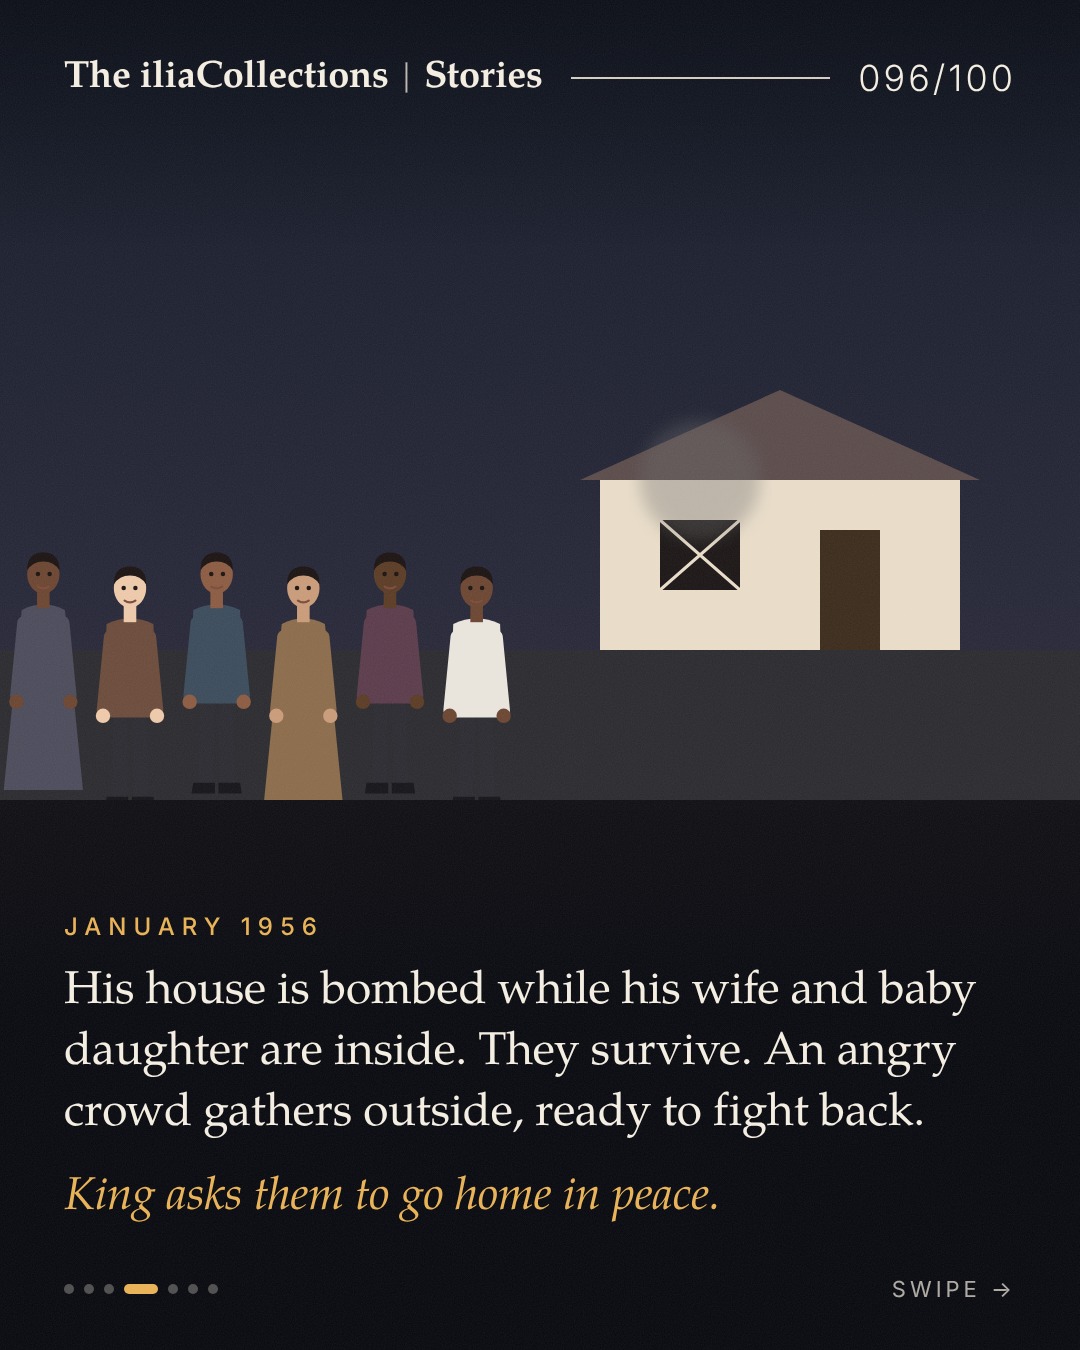 The iliaCollections | Stories 096/100
JANUARY 1956
His house is bombed while his wife and baby
daughter are inside. They survive. An angry
crowd gathers outside, ready to fight back.
King asks them to go home in peace.
SWIPE →